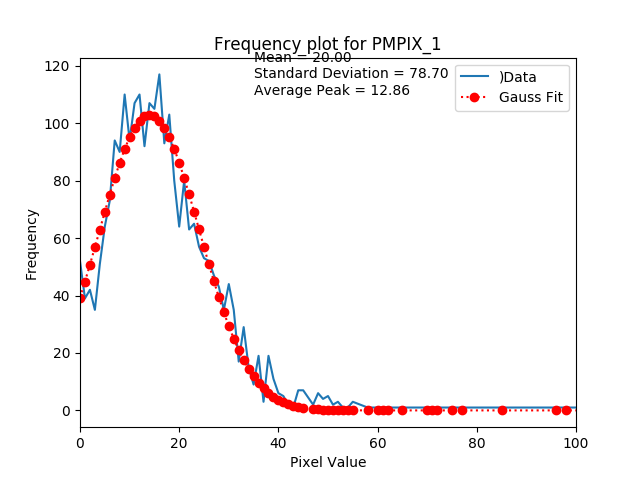 Frequency plot for PMPIX_1
Mean = 20.00
Standard Deviation = 78.70
Average Peak = 12.86
)Data
Gauss Fit
120
100
80
60
40
20
0
Frequency
0 20 40 60 80 100
Pixel Value